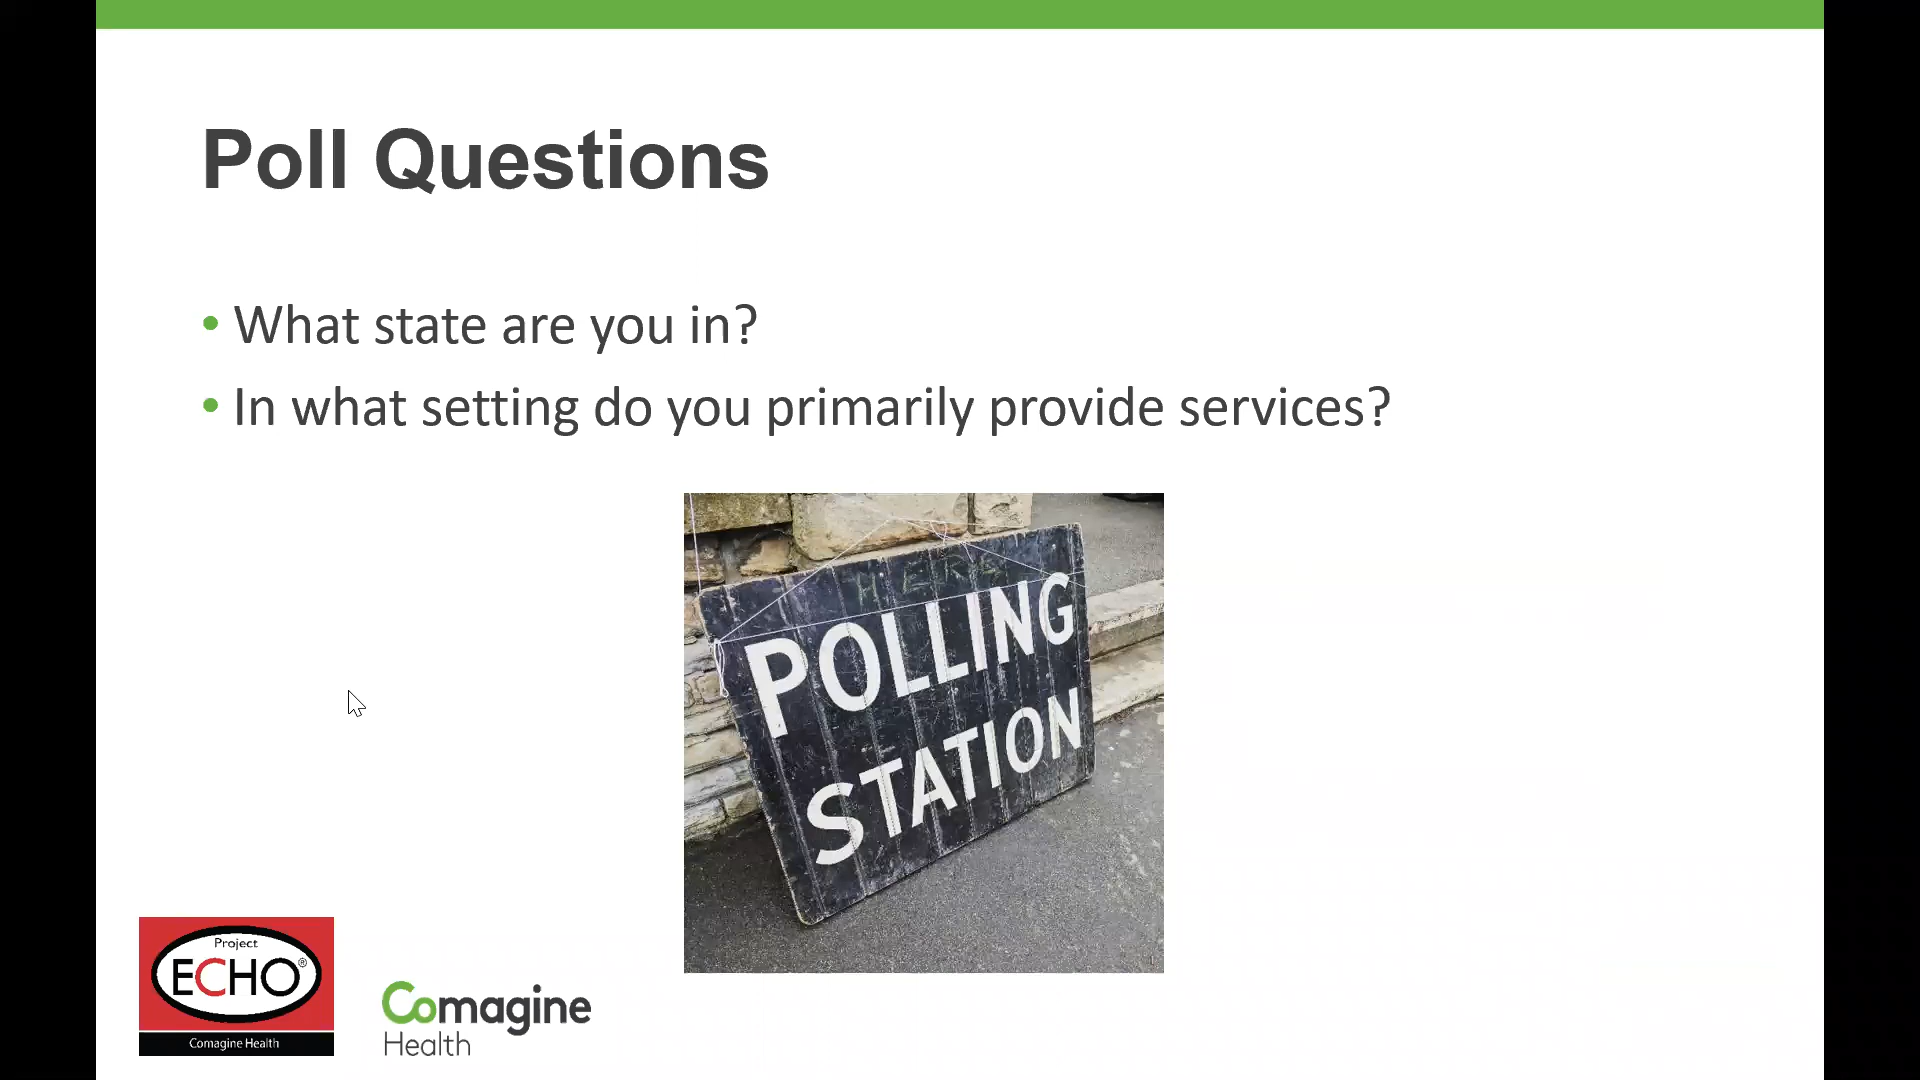 Poll Questions
• What state are you in?
• In what setting do you primarily provide services?
HERE
POLLING
STATION
Project
ECHO®
Comagine Health
Comagine
Health